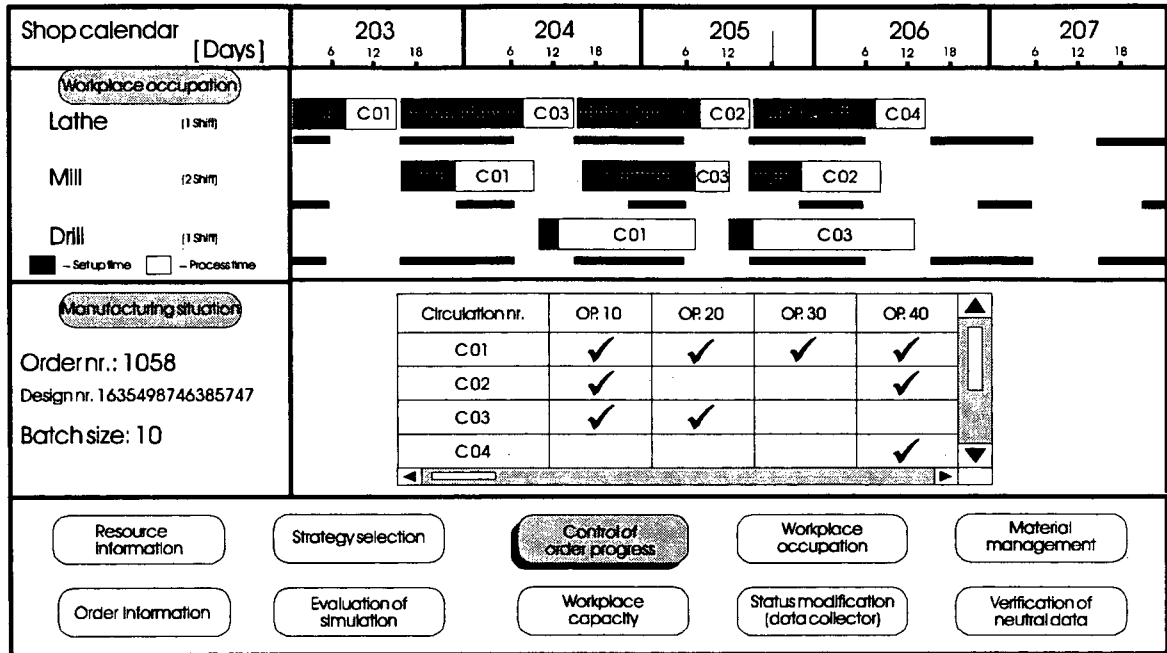 Shop calendar
[Days]
203 204 205 206 207
6 12 18 6 12 18 6 12 6 12 18 6 12 18
Workplace occupation
Lathe (1 Shift)
C01 C03 C02 C04
Mill (2 Shift)
C01 C03 C02
Drill (1 Shift)
C01 C03
– Setup time – Process time
Manufacturing situation
Order nr.: 1058
Design nr. 1635498746385747
Batch size: 10
Circulation nr. OP. 10 OP. 20 OP. 30 OP. 40
C01 ✓ ✓ ✓ ✓
C02 ✓ ✓
C03 ✓ ✓
C04 ✓
Resource
information
Strategy selection
Control of
order progress
Workplace
occupation
Material
management
Order information
Evaluation of
simulation
Workplace
capacity
Status modification
(data collector)
Verification of
neutral data